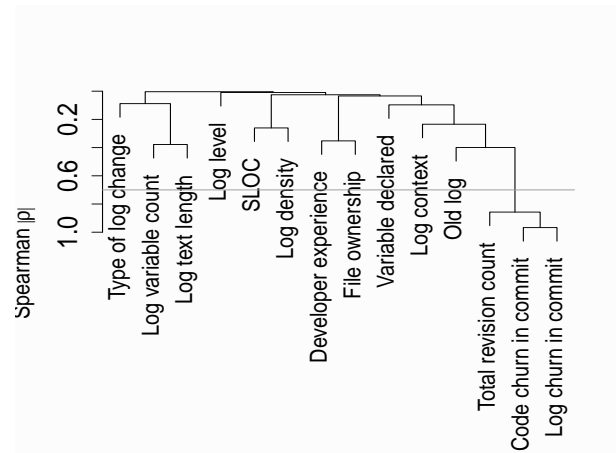 Spearman |ρ|
0.2
0.6
1.0
Type of log change
Log variable count
Log text length
Log level
SLOC
Log density
Developer experience
File ownership
Variable declared
Log context
Old log
Total revision count
Code churn in commit
Log churn in commit